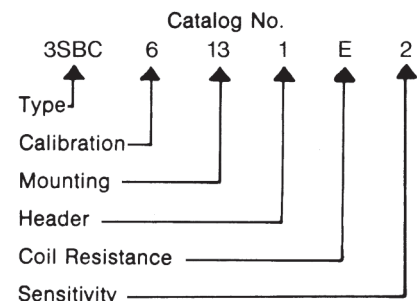 Catalog No.
3SBC 6 13 1 E 2
Type
Calibration
Mounting
Header
Coil Resistance
Sensitivity